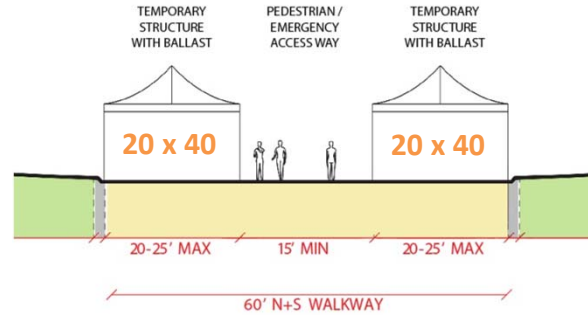 TEMPORARY
STRUCTURE
WITH BALLAST
PEDESTRIAN /
EMERGENCY
ACCESS WAY
TEMPORARY
STRUCTURE
WITH BALLAST
20 x 40
20 x 40
20-25' MAX
15' MIN
20-25' MAX
60' N+S WALKWAY